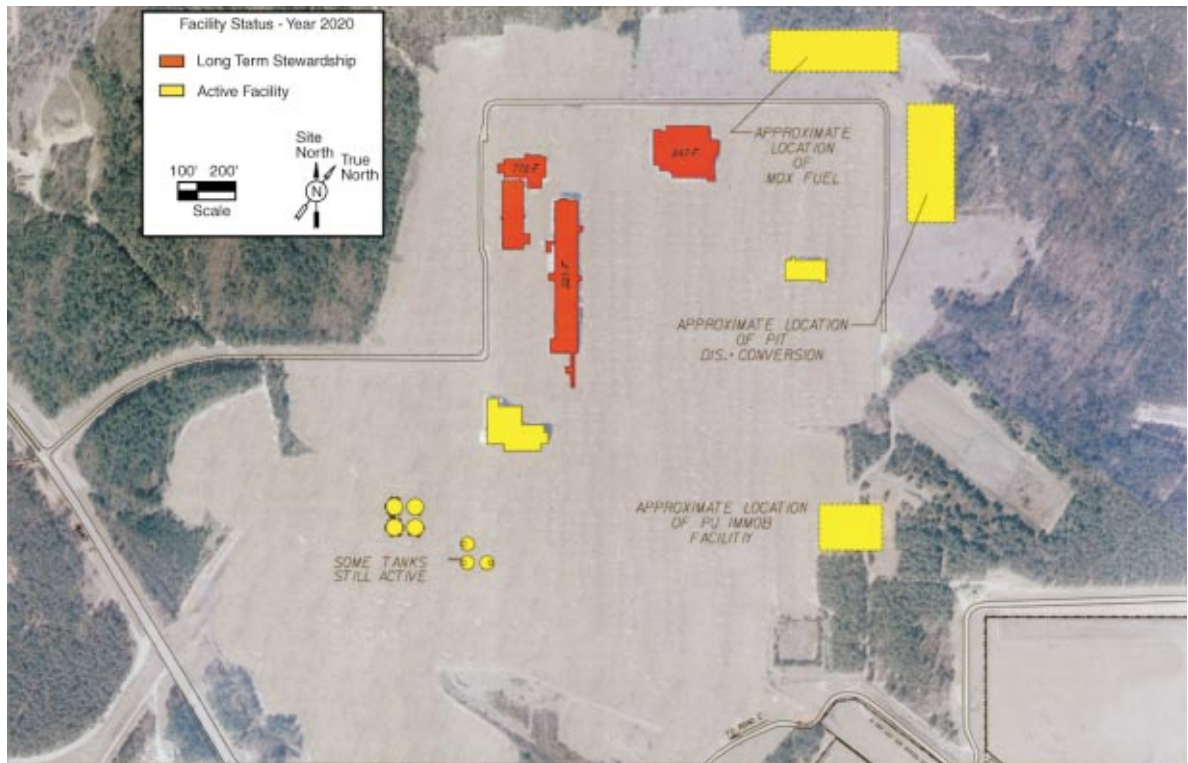 Facility Status - Year 2020
Long Term Stewardship
Active Facility
Site
North
True
North
N
100' 200'
Scale
772-F
247-F
221-F
APPROXIMATE
LOCATION
OF
MOX FUEL
APPROXIMATE LOCATION
OF PIT
DIS.- CONVERSION
APPROXIMATE LOCATION
OF PU IMMOB
FACILITIY
SOME TANKS
STILL ACTIVE